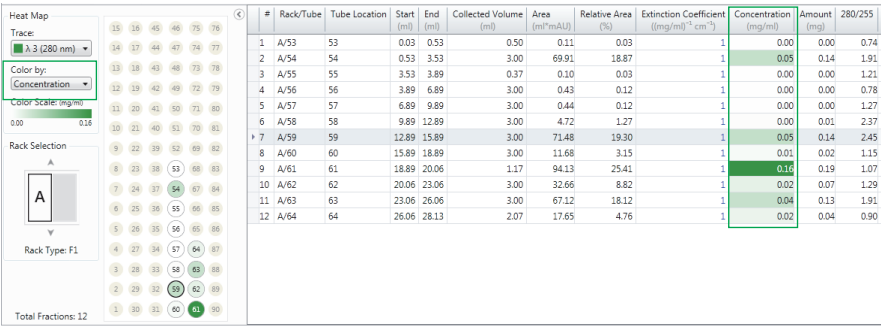 Heat Map
Trace:
λ 3 (280 nm)
Color by:
Concentration
Color Scale: (mg/ml)
0.00 0.16
Rack Selection
A
Rack Type: F1
Total Fractions: 12
15 16 45 46 75 76
14 17 44 47 74 77
13 18 43 48 73 78
12 19 42 49 72 79
11 20 41 50 71 80
10 21 40 51 70 81
9 22 39 52 69 82
8 23 38 53 68 83
7 24 37 54 67 84
6 25 36 55 66 85
5 26 35 56 65 86
4 27 34 57 64 87
3 28 33 58 63 88
2 29 32 59 62 89
1 30 31 60 61 90
# Rack/Tube Tube Location Start End Collected Volume Area Relative Area Extinction Coefficient Concentration Amount 280/255
(ml) (ml) (ml) (ml*mAU) (%) ((mg/ml)⁻¹ cm⁻¹) (mg/ml) (mg)
1 A/53 53 0.03 0.53 0.50 0.11 0.03 1 0.00 0.00 0.74
2 A/54 54 0.53 3.53 3.00 69.91 18.87 1 0.05 0.14 1.91
3 A/55 55 3.53 3.89 0.37 0.10 0.03 1 0.00 0.00 1.21
4 A/56 56 3.89 6.89 3.00 0.43 0.12 1 0.00 0.00 0.78
5 A/57 57 6.89 9.89 3.00 0.44 0.12 1 0.00 0.00 1.27
6 A/58 58 9.89 12.89 3.00 4.72 1.27 1 0.00 0.01 2.37
7 A/59 59 12.89 15.89 3.00 71.48 19.30 1 0.05 0.14 2.45
8 A/60 60 15.89 18.89 3.00 11.68 3.15 1 0.01 0.02 1.15
9 A/61 61 18.89 20.06 1.17 94.13 25.41 1 0.16 0.19 1.07
10 A/62 62 20.06 23.06 3.00 32.66 8.82 1 0.02 0.07 1.29
11 A/63 63 23.06 26.06 3.00 67.12 18.12 1 0.04 0.13 1.91
12 A/64 64 26.06 28.13 2.07 17.65 4.76 1 0.02 0.04 0.90